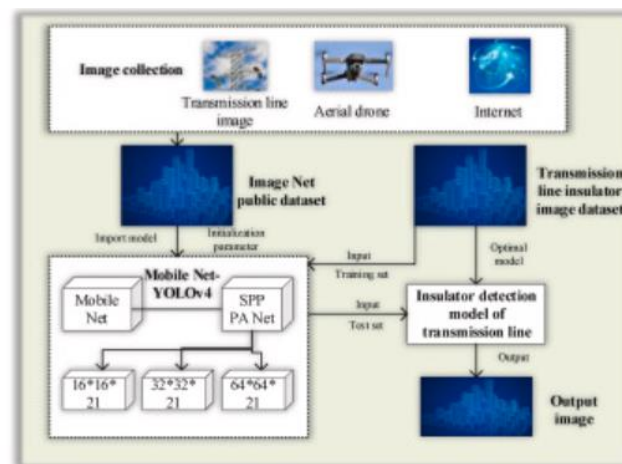 Image collection
Transmission line
image
Aerial drone
Internet
Image Net
public dataset
Transmission
line insulator
image dataset
Import model
Initialization
parameter
Input
Training set
Optimal
model
Mobile Net-
YOLOv4
Mobile
Net
SPP
PA Net
Input
Test set
Insulator detection
model of
transmission line
16*16*
21
32*32*
21
64*64*
21
Output
Output
image